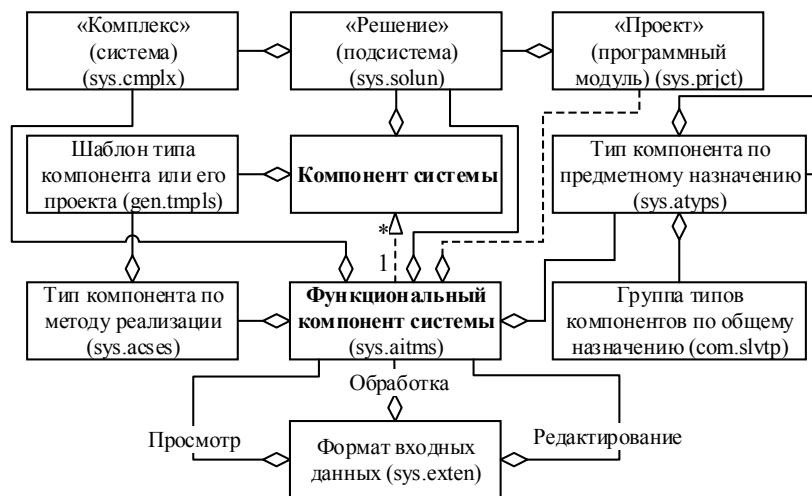 «Комплекс»
(система)
(sys.cmplx)
«Решение»
(подсистема)
(sys.solun)
«Проект»
(программный
модуль) (sys.prjct)
Шаблон типа
компонента или его
проекта (gen.tmpls)
Компонент системы
Тип компонента по
предметному назначению
(sys.atyps)
*
1
Тип компонента по
методу реализации
(sys.acses)
Функциональный
компонент системы
(sys.aitms)
Группа типов
компонентов по общему
назначению (com.slvtp)
Обработка
Просмотр
Редактирование
Формат входных
данных (sys.exten)